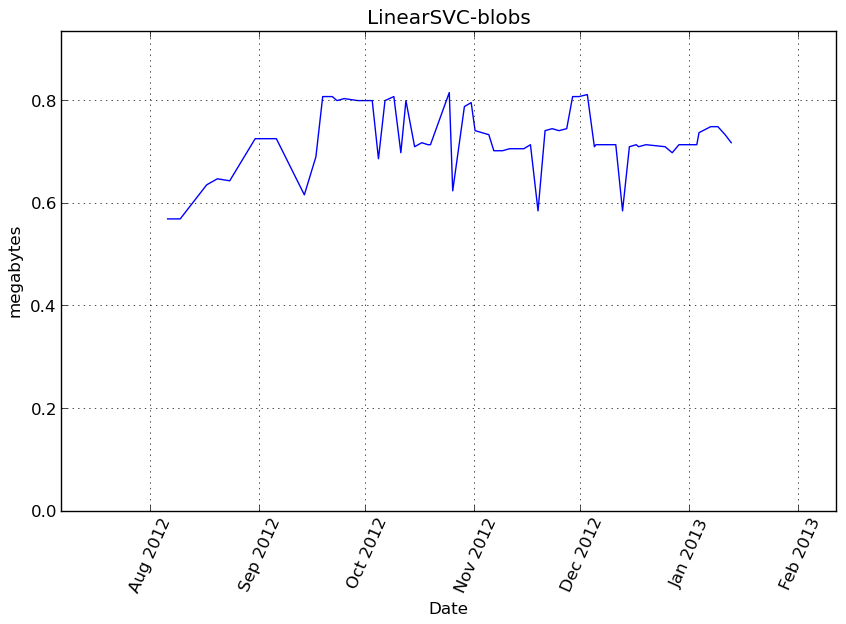 LinearSVC-blobs
megabytes
0.8
0.6
0.4
0.2
0.0
Aug 2012
Sep 2012
Oct 2012
Nov 2012
Dec 2012
Jan 2013
Feb 2013
Date